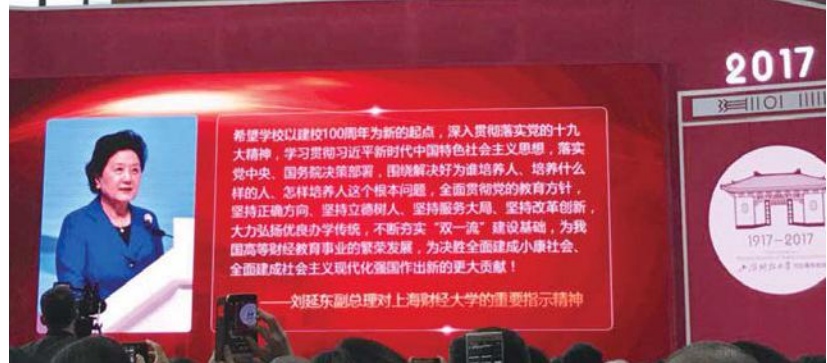 希望学校以建校100周年为新的起点，深入贯彻落实党的十九
大精神，学习贯彻习近平新时代中国特色社会主义思想，落实
党中央、国务院决策部署，围绕解决好为谁培养人、培养什么
样的人、怎样培养人这个根本问题，全面贯彻党的教育方针，
坚持正确方向、坚持立德树人、坚持服务大局、坚持改革创新，
大力弘扬优良办学传统，不断夯实“双一流”建设基础，为我
国高等财经教育事业的繁荣发展，为决胜全面建成小康社会、
全面建成社会主义现代化强国作出新的更大贡献！
——刘延东副总理对上海财经大学的重要指示精神
2017
1917-2017
上海财经大学